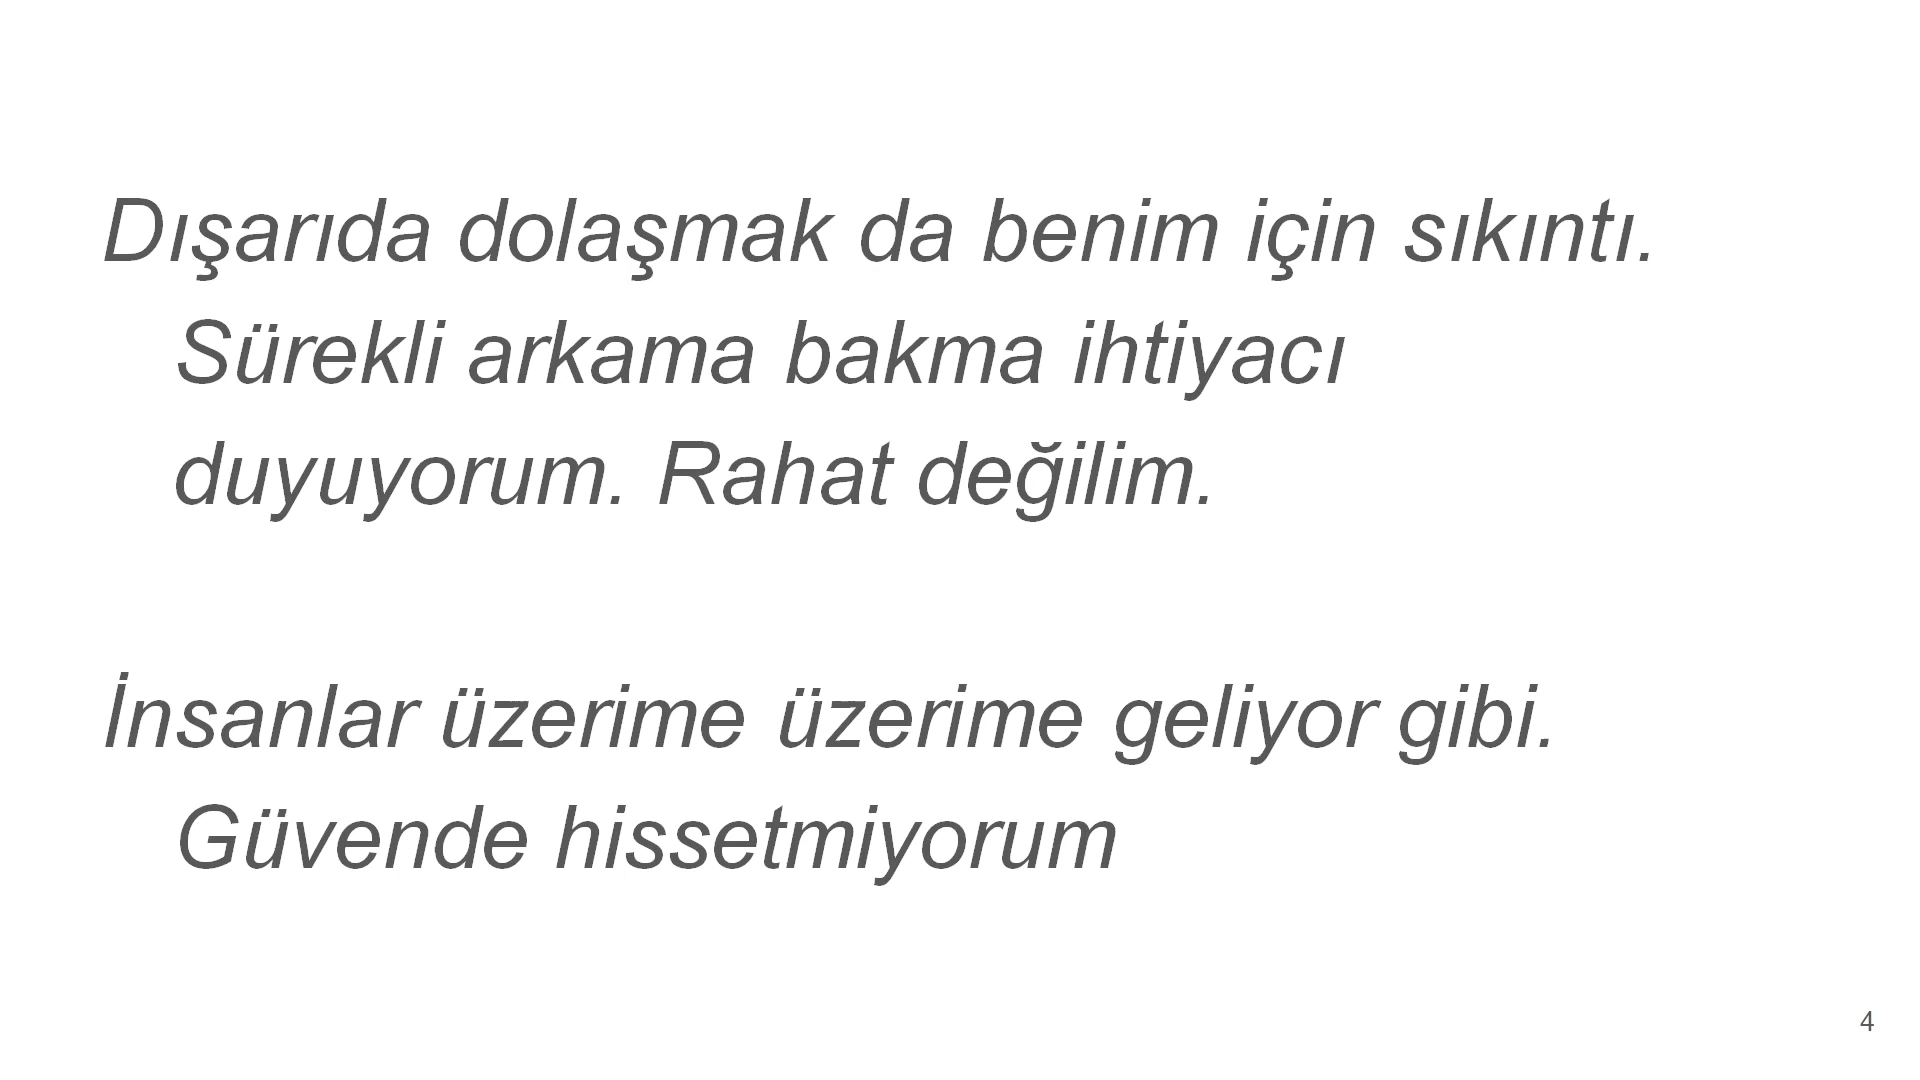 Dışarıda dolaşmak da benim için sıkıntı.
Sürekli arkama bakma ihtiyacı
duyuyorum. Rahat değilim.
İnsanlar üzerime üzerime geliyor gibi.
Güvende hissetmiyorum
4